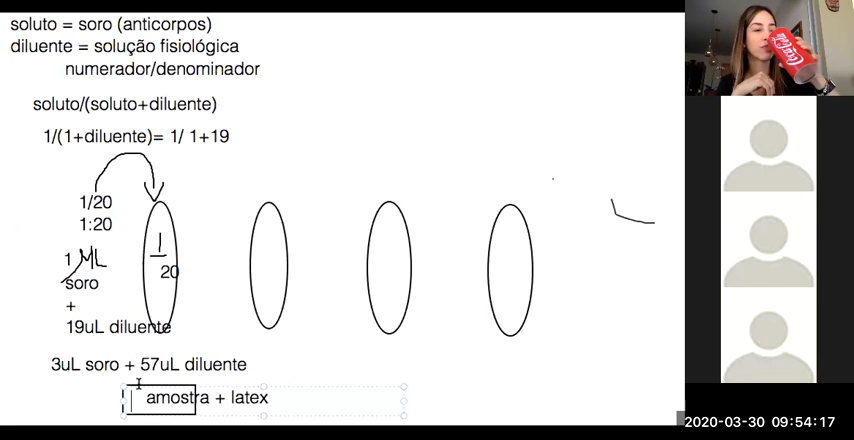 soluto = soro (anticorpos)
diluente = solução fisiológica
numerador/denominador
soluto/(soluto+diluente)
1/(1+diluente)= 1/ 1+19
1/20
1:20
1
20
1 ML
soro
+
19uL diluente
3uL soro + 57uL diluente
amostra + latex
Coca-Cola
2020-03-30 09:54:17